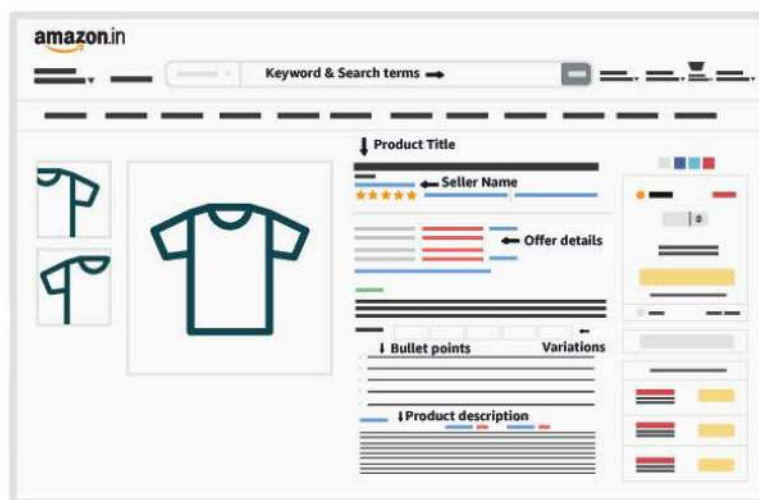 amazon.in
Keyword & Search terms
Product Title
Seller Name
Offer details
Bullet points
Variations
Product description